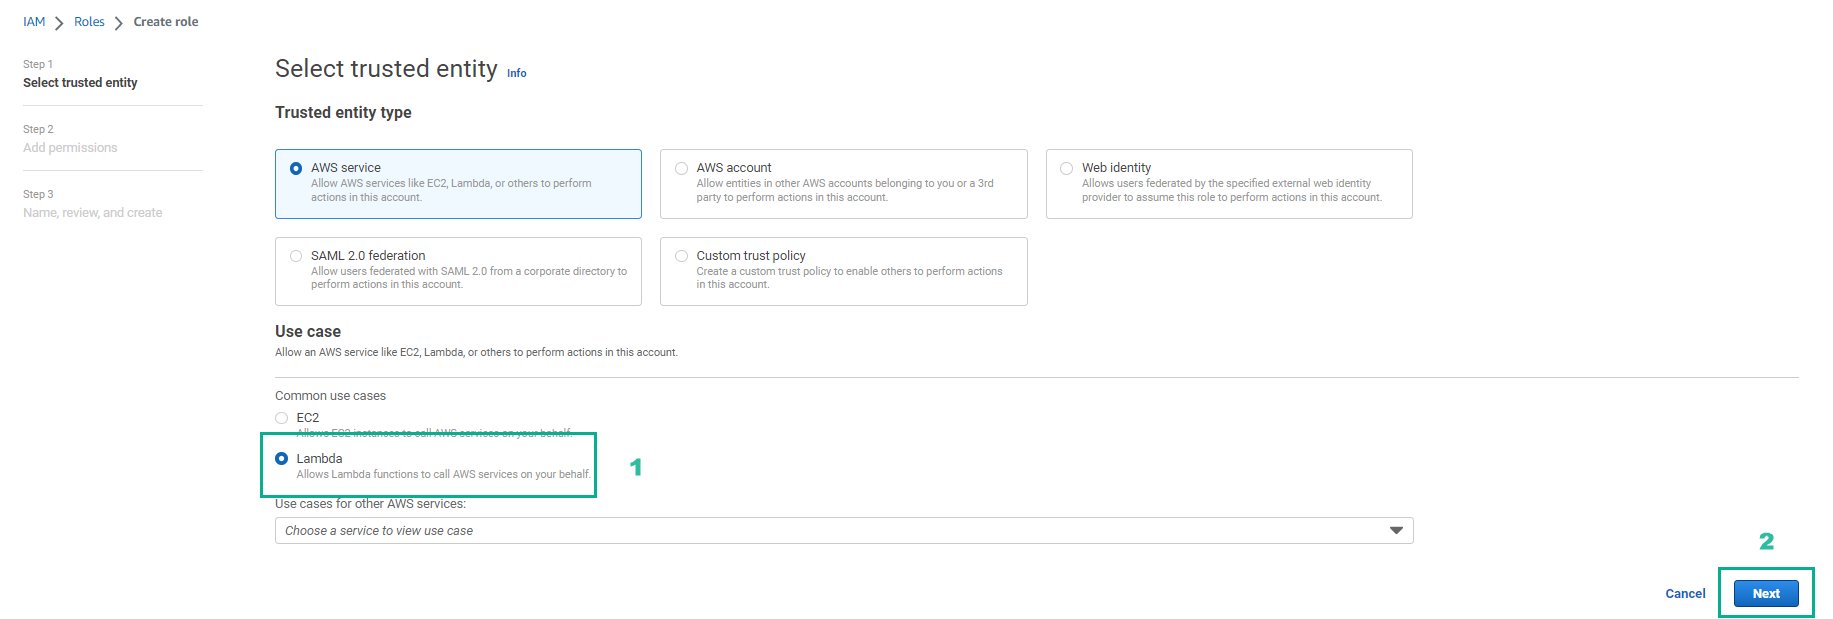 IAM > Roles > Create role
Step 1
Select trusted entity
Step 2
Add permissions
Step 3
Name, review, and create
Select trusted entity Info
Trusted entity type
AWS service
Allow AWS services like EC2, Lambda, or others to perform
actions in this account.
AWS account
Allow entities in other AWS accounts belonging to you or a 3rd
party to perform actions in this account.
Web identity
Allows users federated by the specified external web identity
provider to assume this role to perform actions in this account.
SAML 2.0 federation
Allow users federated with SAML 2.0 from a corporate directory to
perform actions in this account.
Custom trust policy
Create a custom trust policy to enable others to perform actions
in this account.
Use case
Allow an AWS service like EC2, Lambda, or others to perform actions in this account.
Common use cases
EC2
Allows EC2 instances to call AWS services on your behalf.
Lambda
Allows Lambda functions to call AWS services on your behalf.
1
Use cases for other AWS services:
Choose a service to view use case
2
Cancel Next